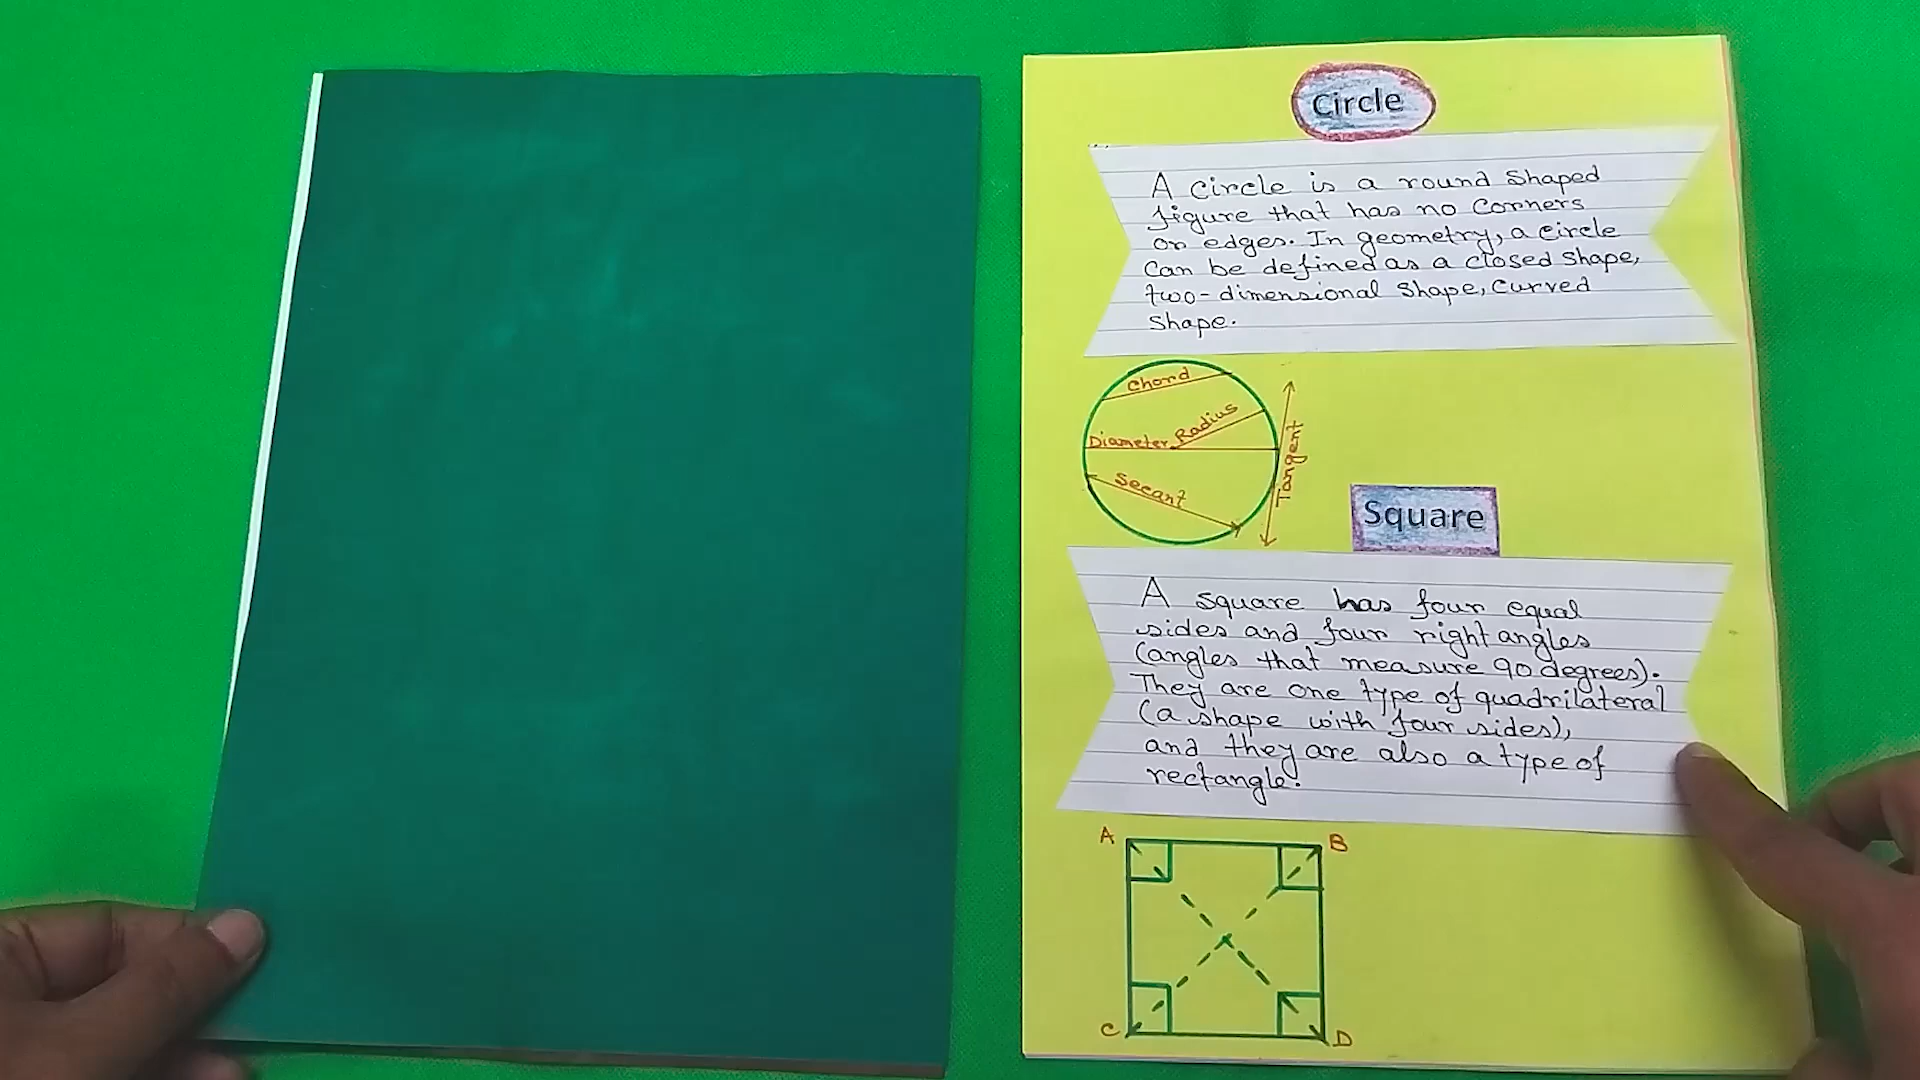 Circle
A circle is a round shaped
figure that has no corners
or edges. In geometry, a circle
can be defined as a closed shape,
two-dimensional shape, curved
shape.
Chord
Radius
Diameter
Secant
Tangent
Square
A square has four equal
sides and four right angles
(angles that measure 90 degrees).
They are one type of quadrilateral
(a shape with four sides),
and they are also a type of
rectangle.
A
B
C
D